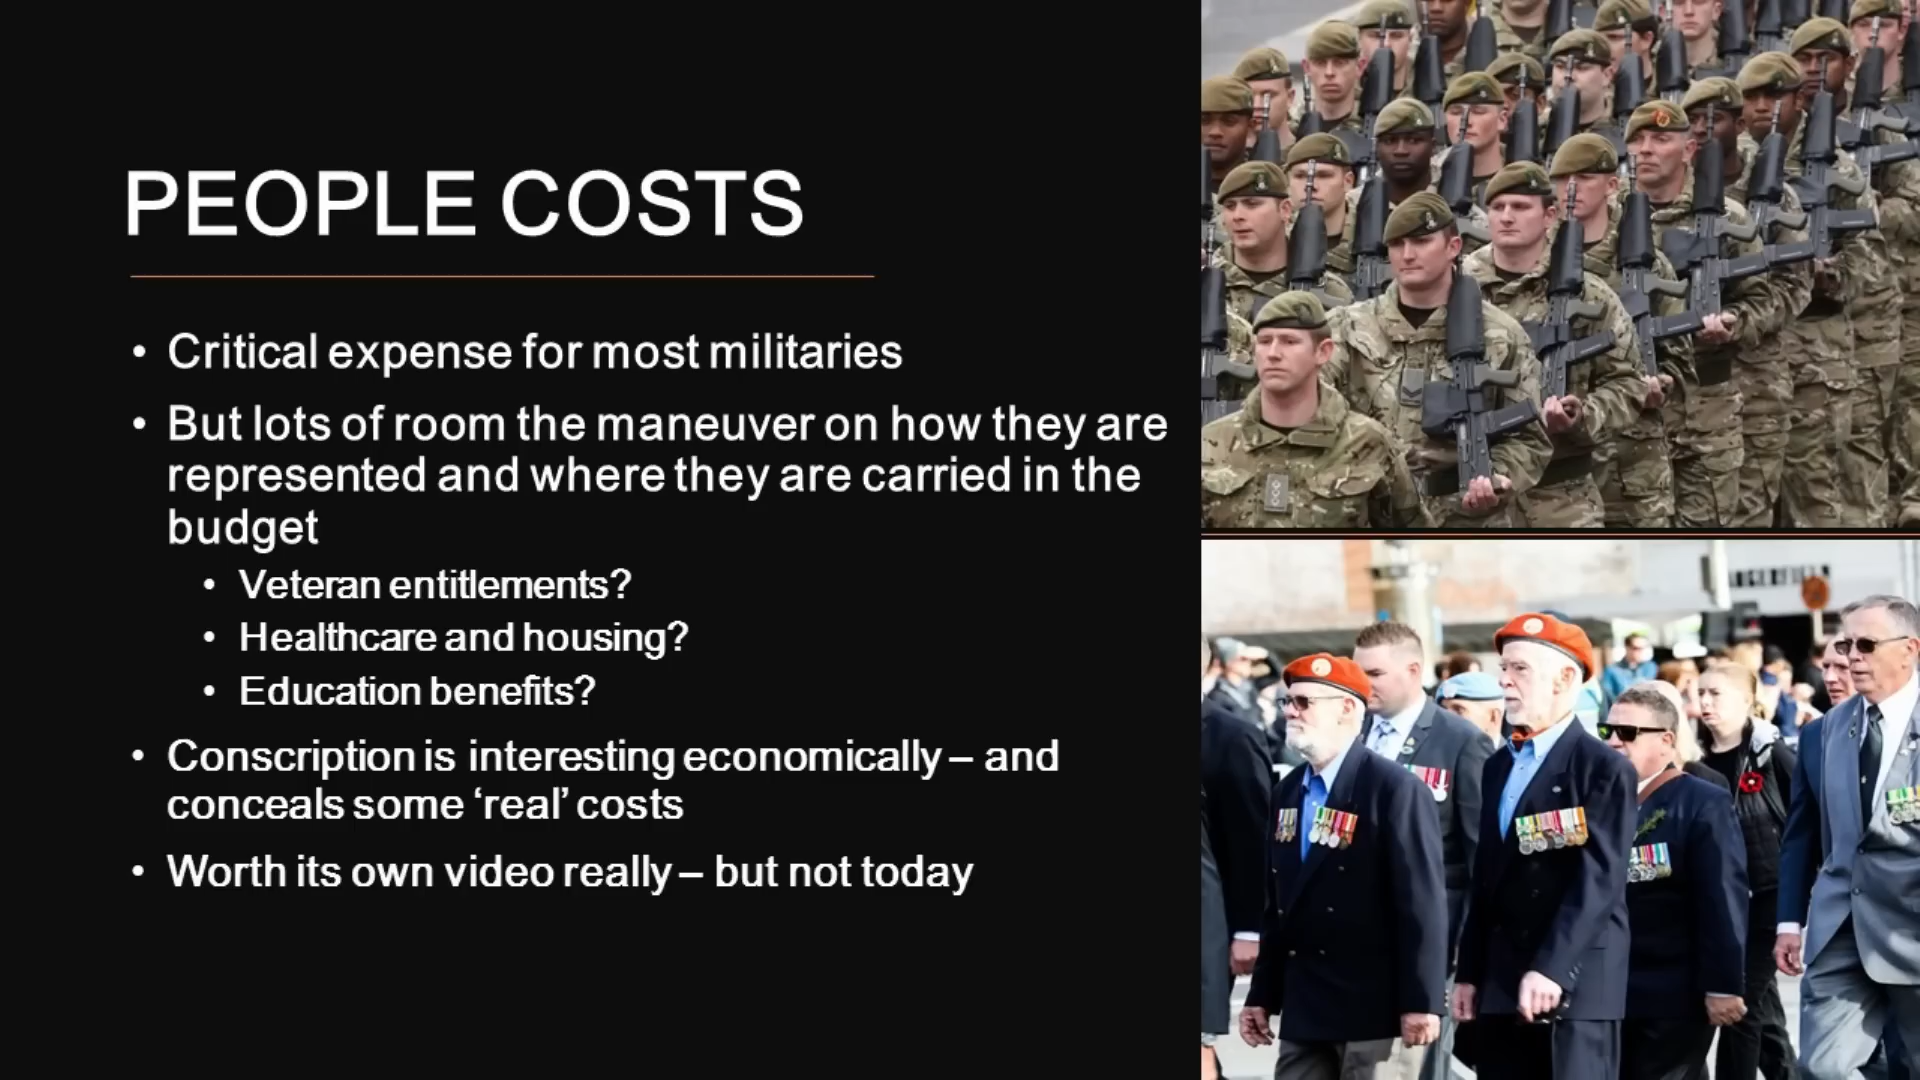 PEOPLE COSTS
• Critical expense for most militaries
• But lots of room the maneuver on how they are
represented and where they are carried in the
budget
• Veteran entitlements?
• Healthcare and housing?
• Education benefits?
• Conscription is interesting economically – and
conceals some ‘real’ costs
• Worth its own video really – but not today